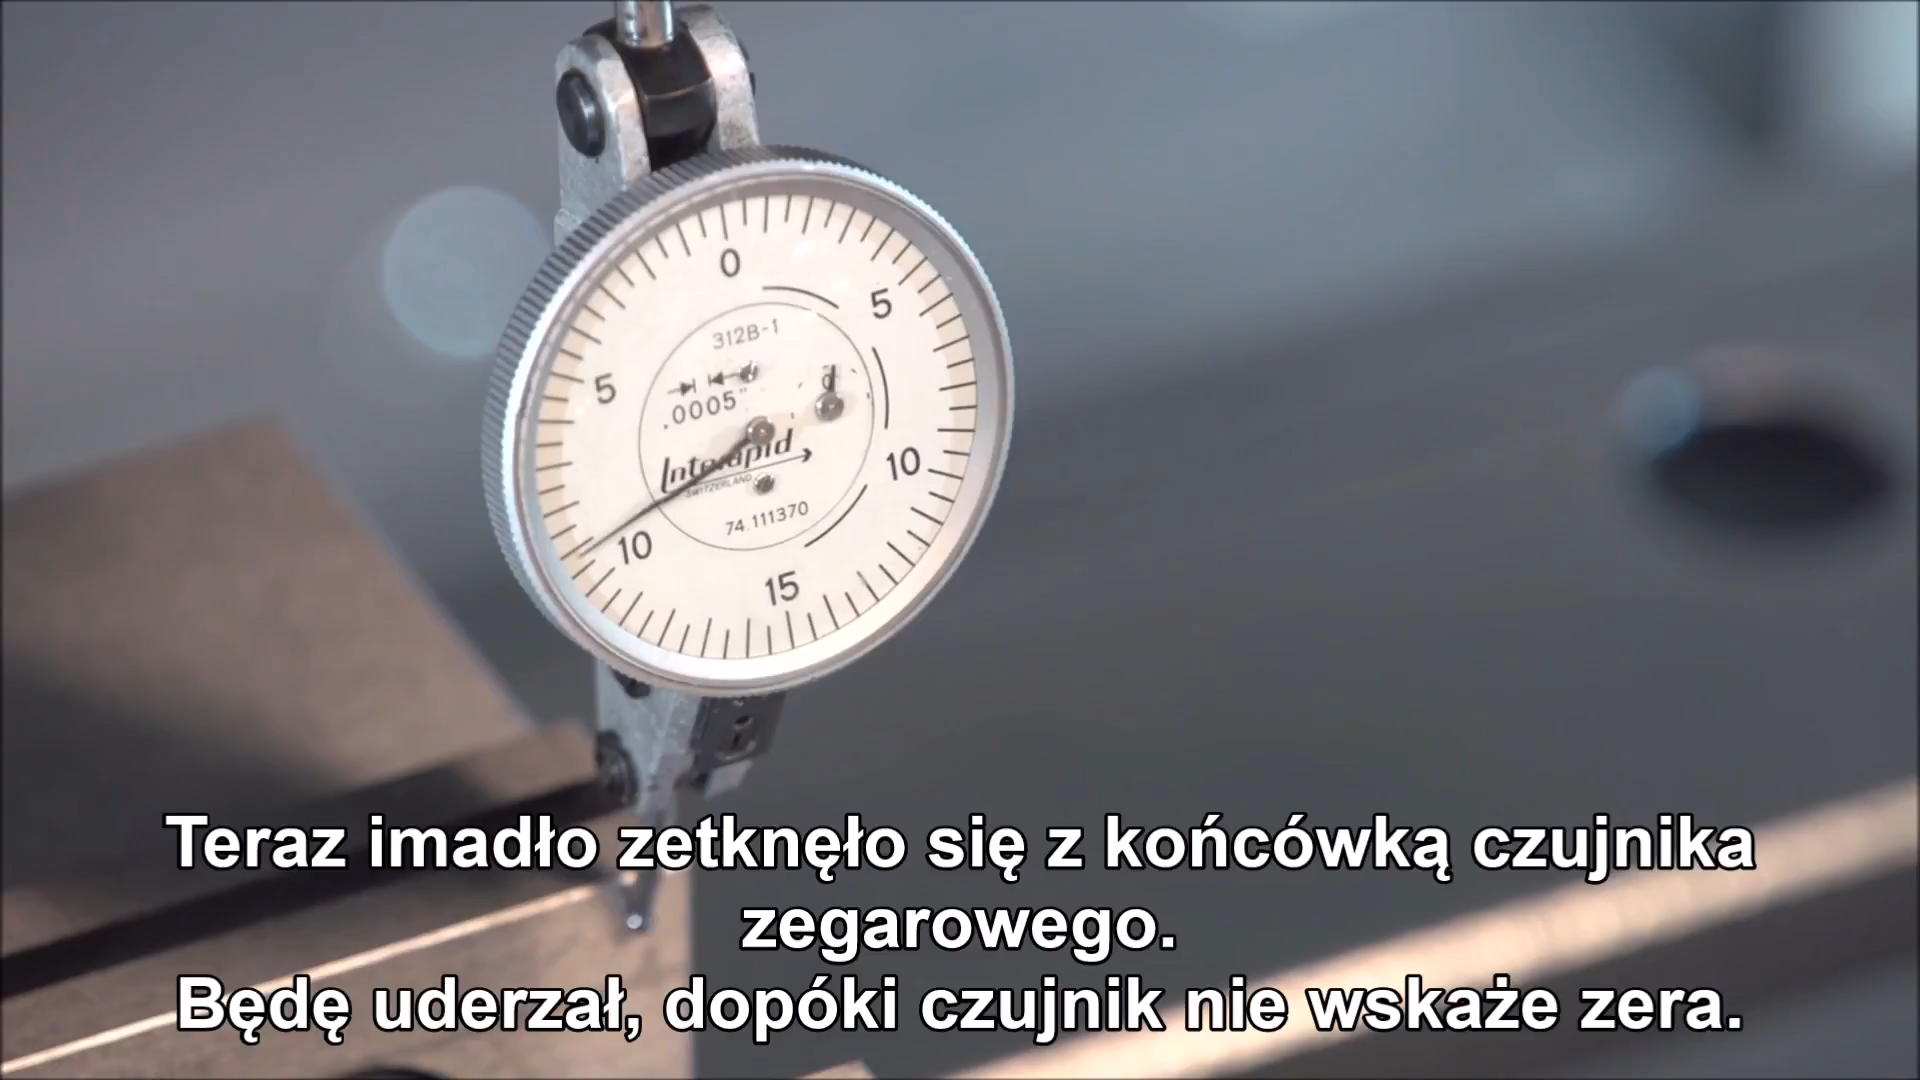 0
5
312B-1
5
.0005"
Interapid
10
SWITZERLAND
10
74.111370
15
Teraz imadło zetknęło się z końcówką czujnika
zegarowego.
Będę uderzał, dopóki czujnik nie wskaże zera.